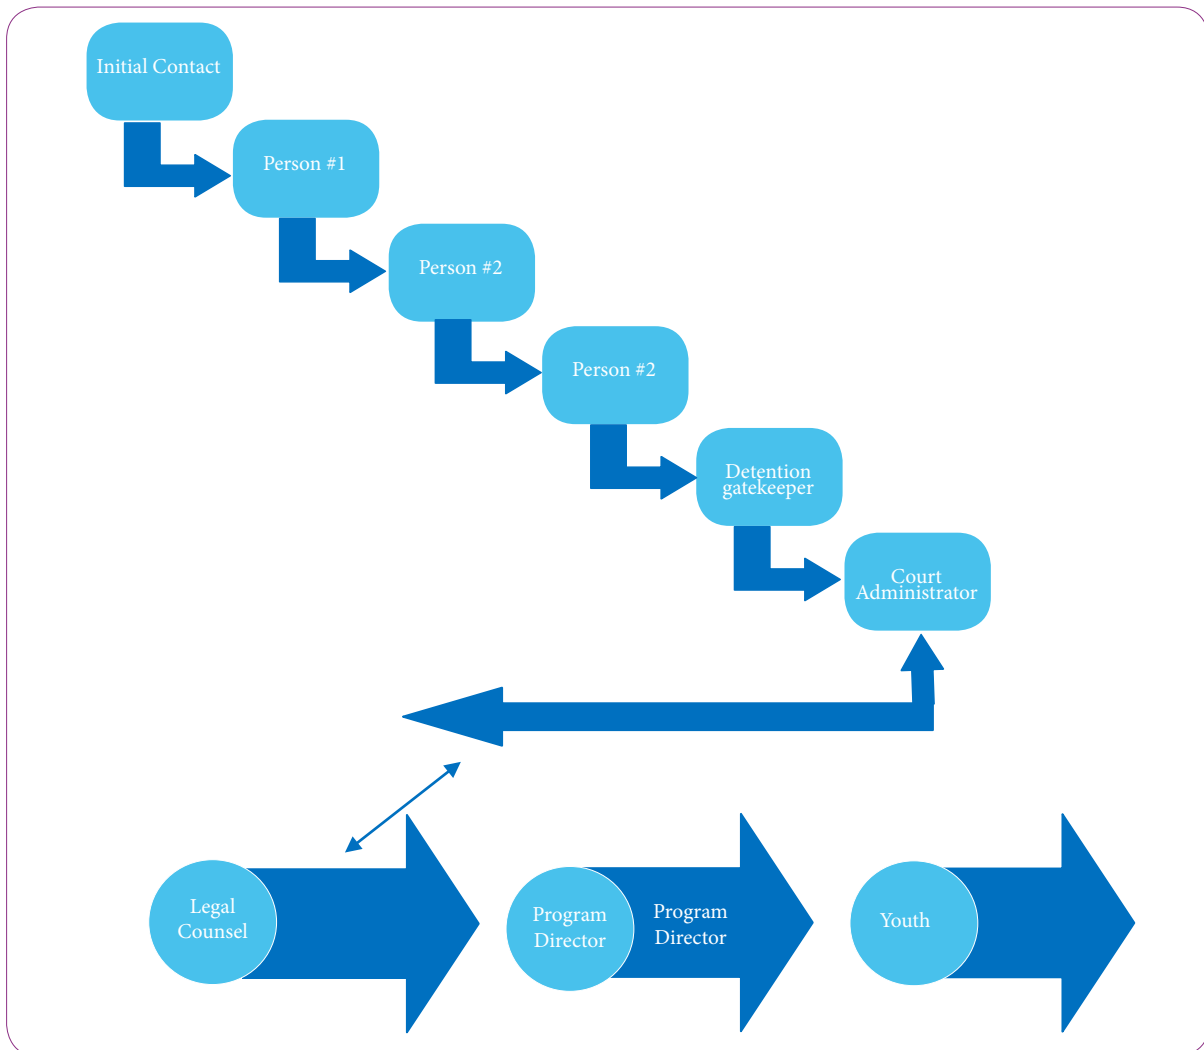 Initial Contact
Person #1
Person #2
Person #2
Detention
gatekeeper
Court
Administrator
Legal
Counsel
Program
Director
Program
Director
Youth